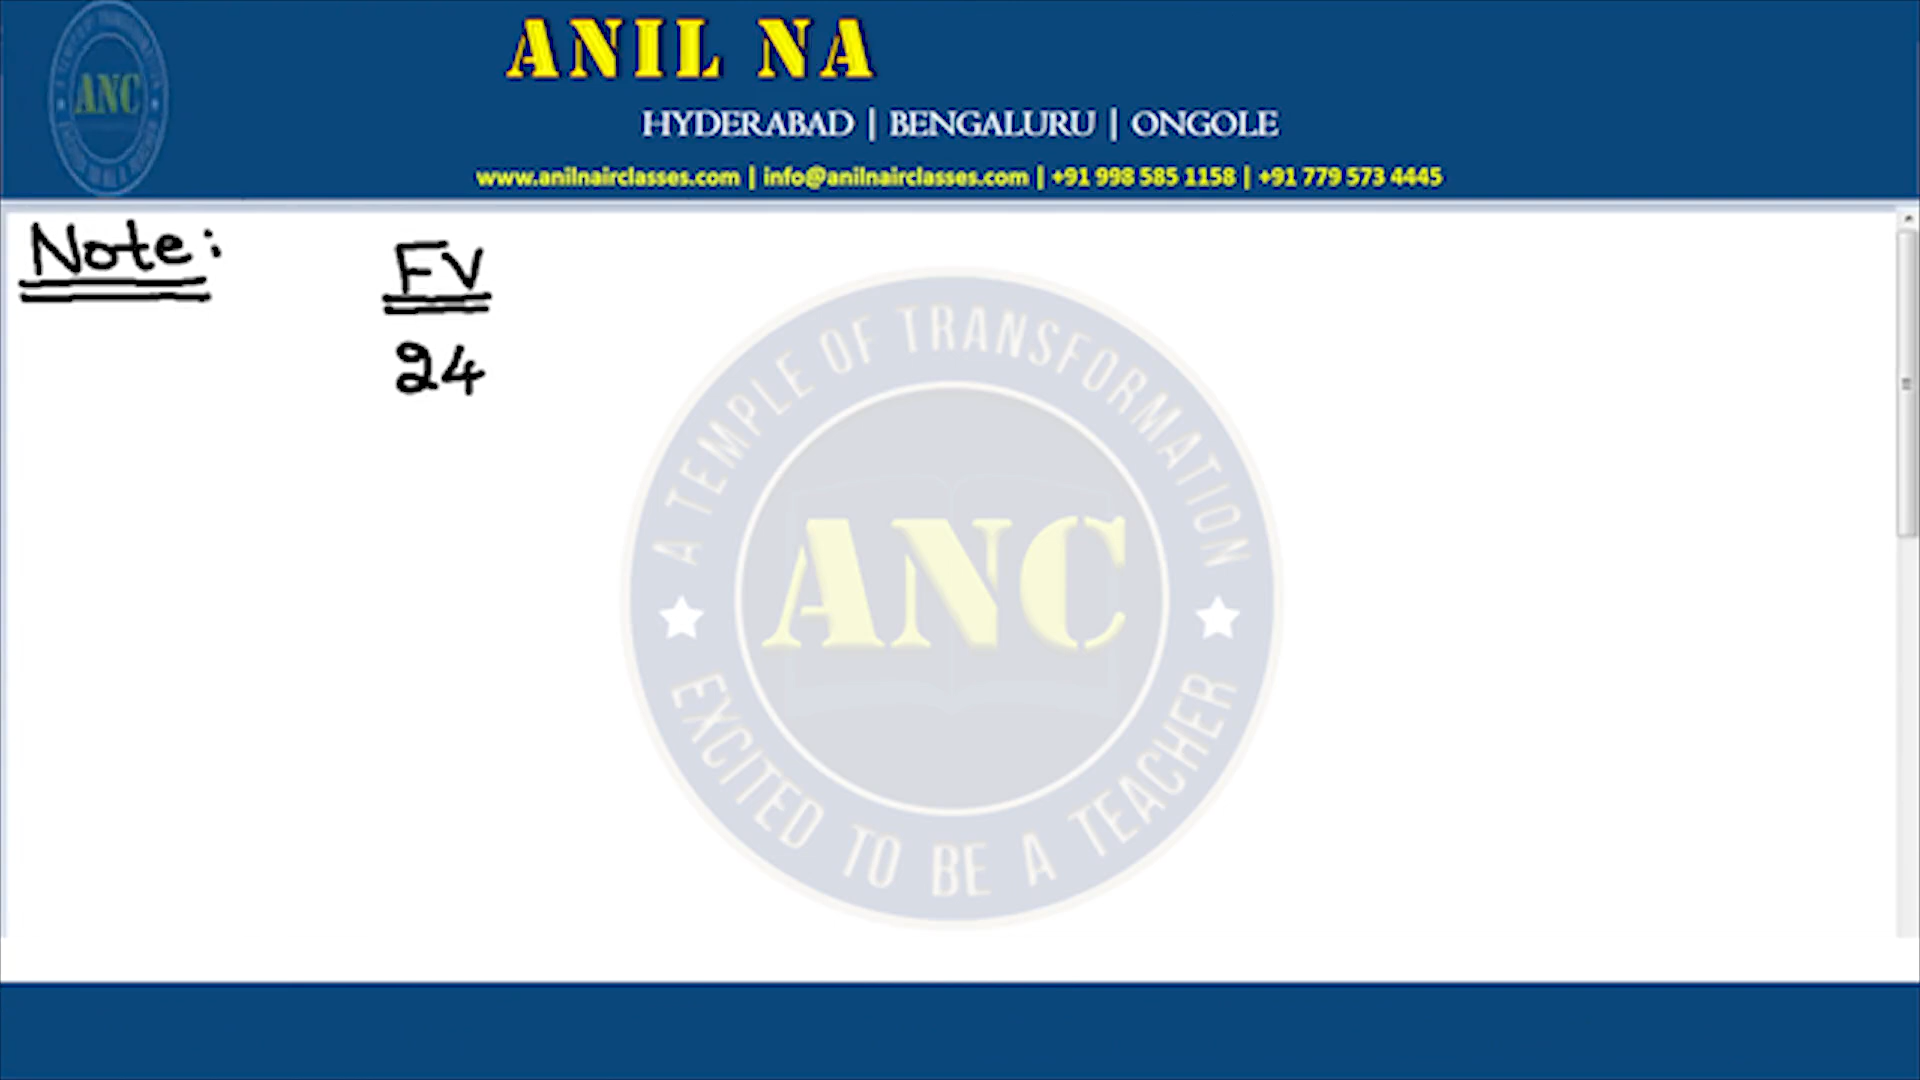 ANIL NA
HYDERABAD | BENGALURU | ONGOLE
www.anilnairclasses.com | info@anilnairclasses.com | +91 998 585 1158 | +91 779 573 4445
ANC
Note:
FV
24
A TEMPLE OF TRANSFORMATION
ANC
EXCITED TO BE A TEACHER